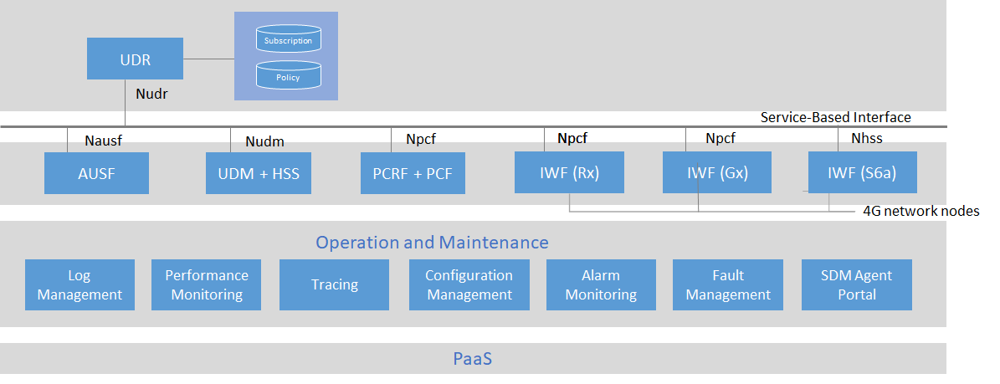 Subscription
UDR
Policy
Nudr
Service-Based Interface
Nausf
Nudm
Npcf
Npcf
Npcf
Nhss
AUSF
UDM + HSS
PCRF + PCF
IWF (Rx)
IWF (Gx)
IWF (S6a)
4G network nodes
Operation and Maintenance
Log
Management
Performance
Monitoring
Tracing
Configuration
Management
Alarm
Monitoring
Fault
Management
SDM Agent
Portal
PaaS